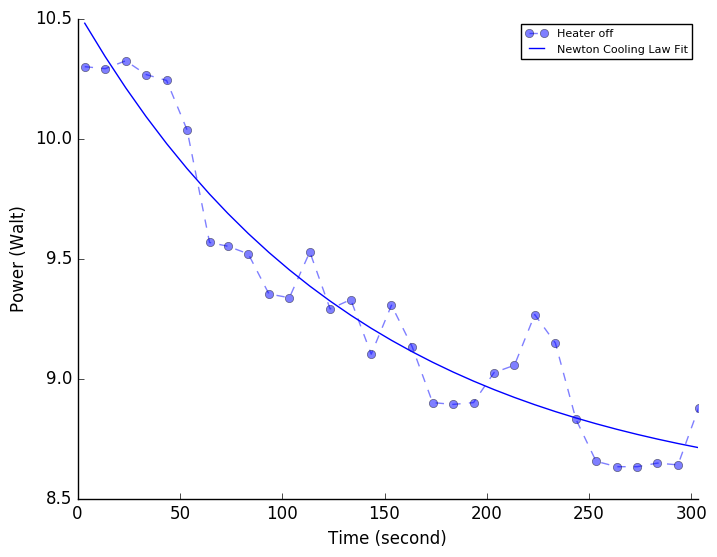 10.5
10.0
9.5
9.0
8.5
Power (Walt)
Heater off
Newton Cooling Law Fit
0 50 100 150 200 250 300
Time (second)